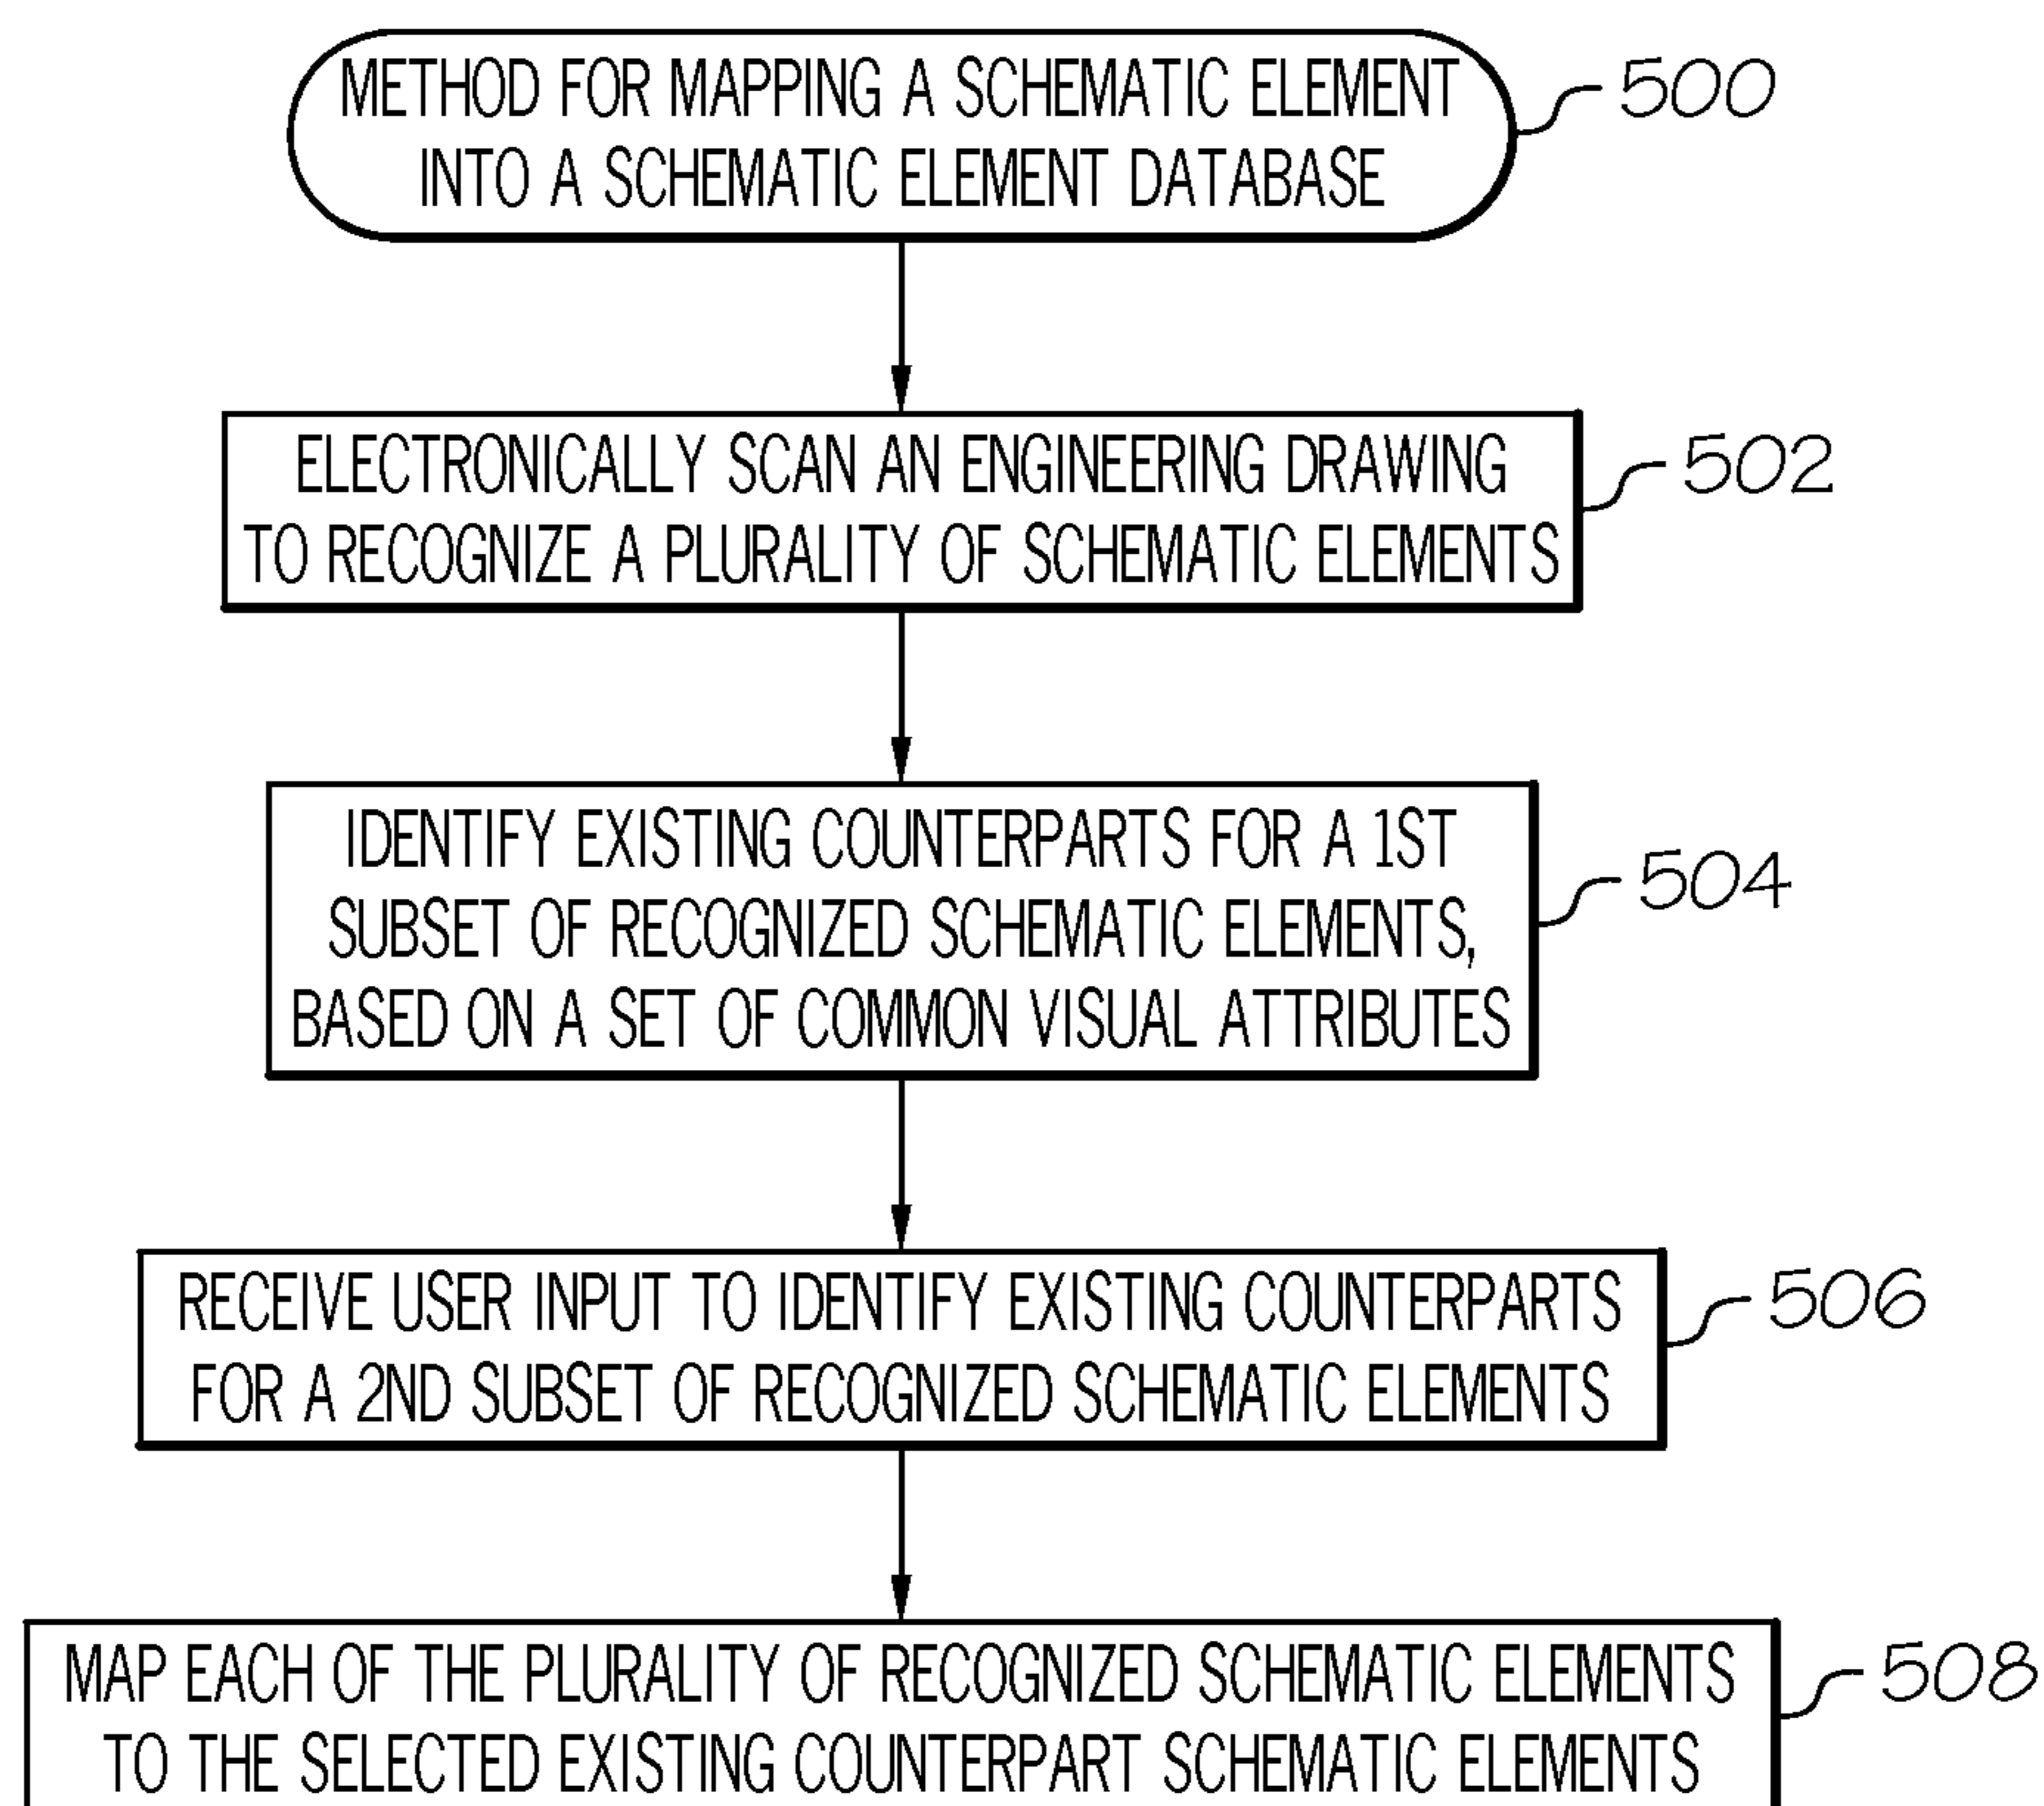 METHOD FOR MAPPING A SCHEMATIC ELEMENT
INTO A SCHEMATIC ELEMENT DATABASE
500
ELECTRONICALLY SCAN AN ENGINEERING DRAWING
TO RECOGNIZE A PLURALITY OF SCHEMATIC ELEMENTS
502
IDENTIFY EXISTING COUNTERPARTS FOR A 1ST
SUBSET OF RECOGNIZED SCHEMATIC ELEMENTS,
BASED ON A SET OF COMMON VISUAL ATTRIBUTES
504
RECEIVE USER INPUT TO IDENTIFY EXISTING COUNTERPARTS
FOR A 2ND SUBSET OF RECOGNIZED SCHEMATIC ELEMENTS
506
MAP EACH OF THE PLURALITY OF RECOGNIZED SCHEMATIC ELEMENTS
TO THE SELECTED EXISTING COUNTERPART SCHEMATIC ELEMENTS
508